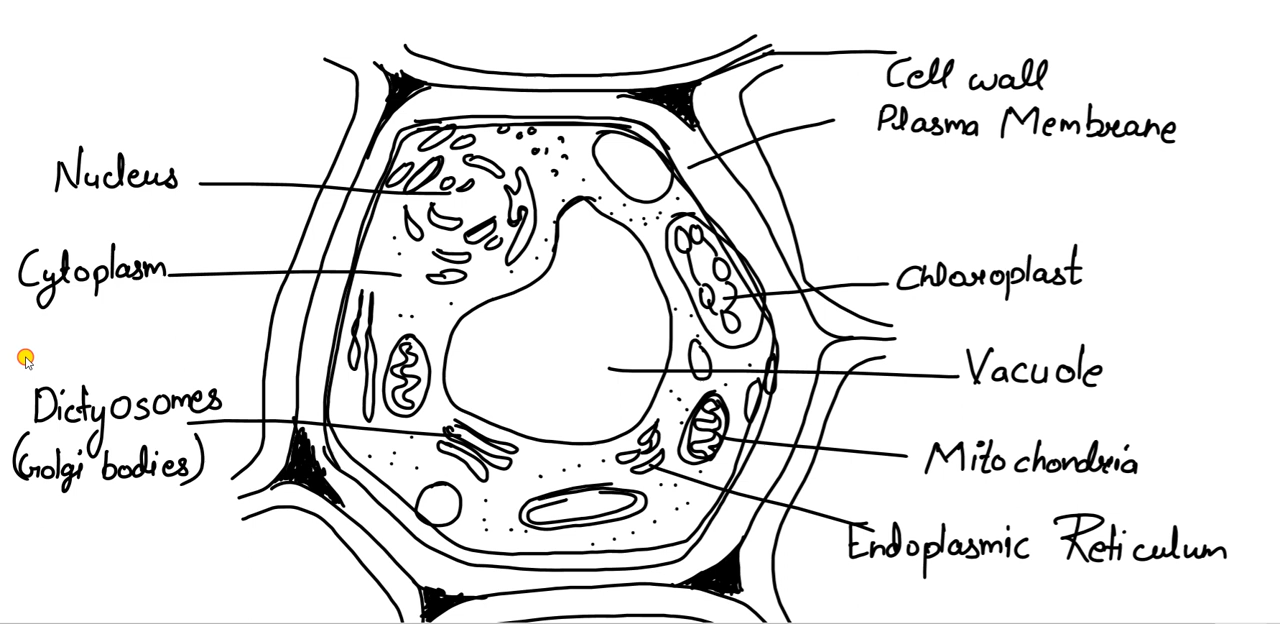 Cell wall
Plasma Membrane
Nucleus
Cytoplasm
Chloroplast
Vacuole
Dictyosomes
(Golgi bodies)
Mitochondria
Endoplasmic Reticulum